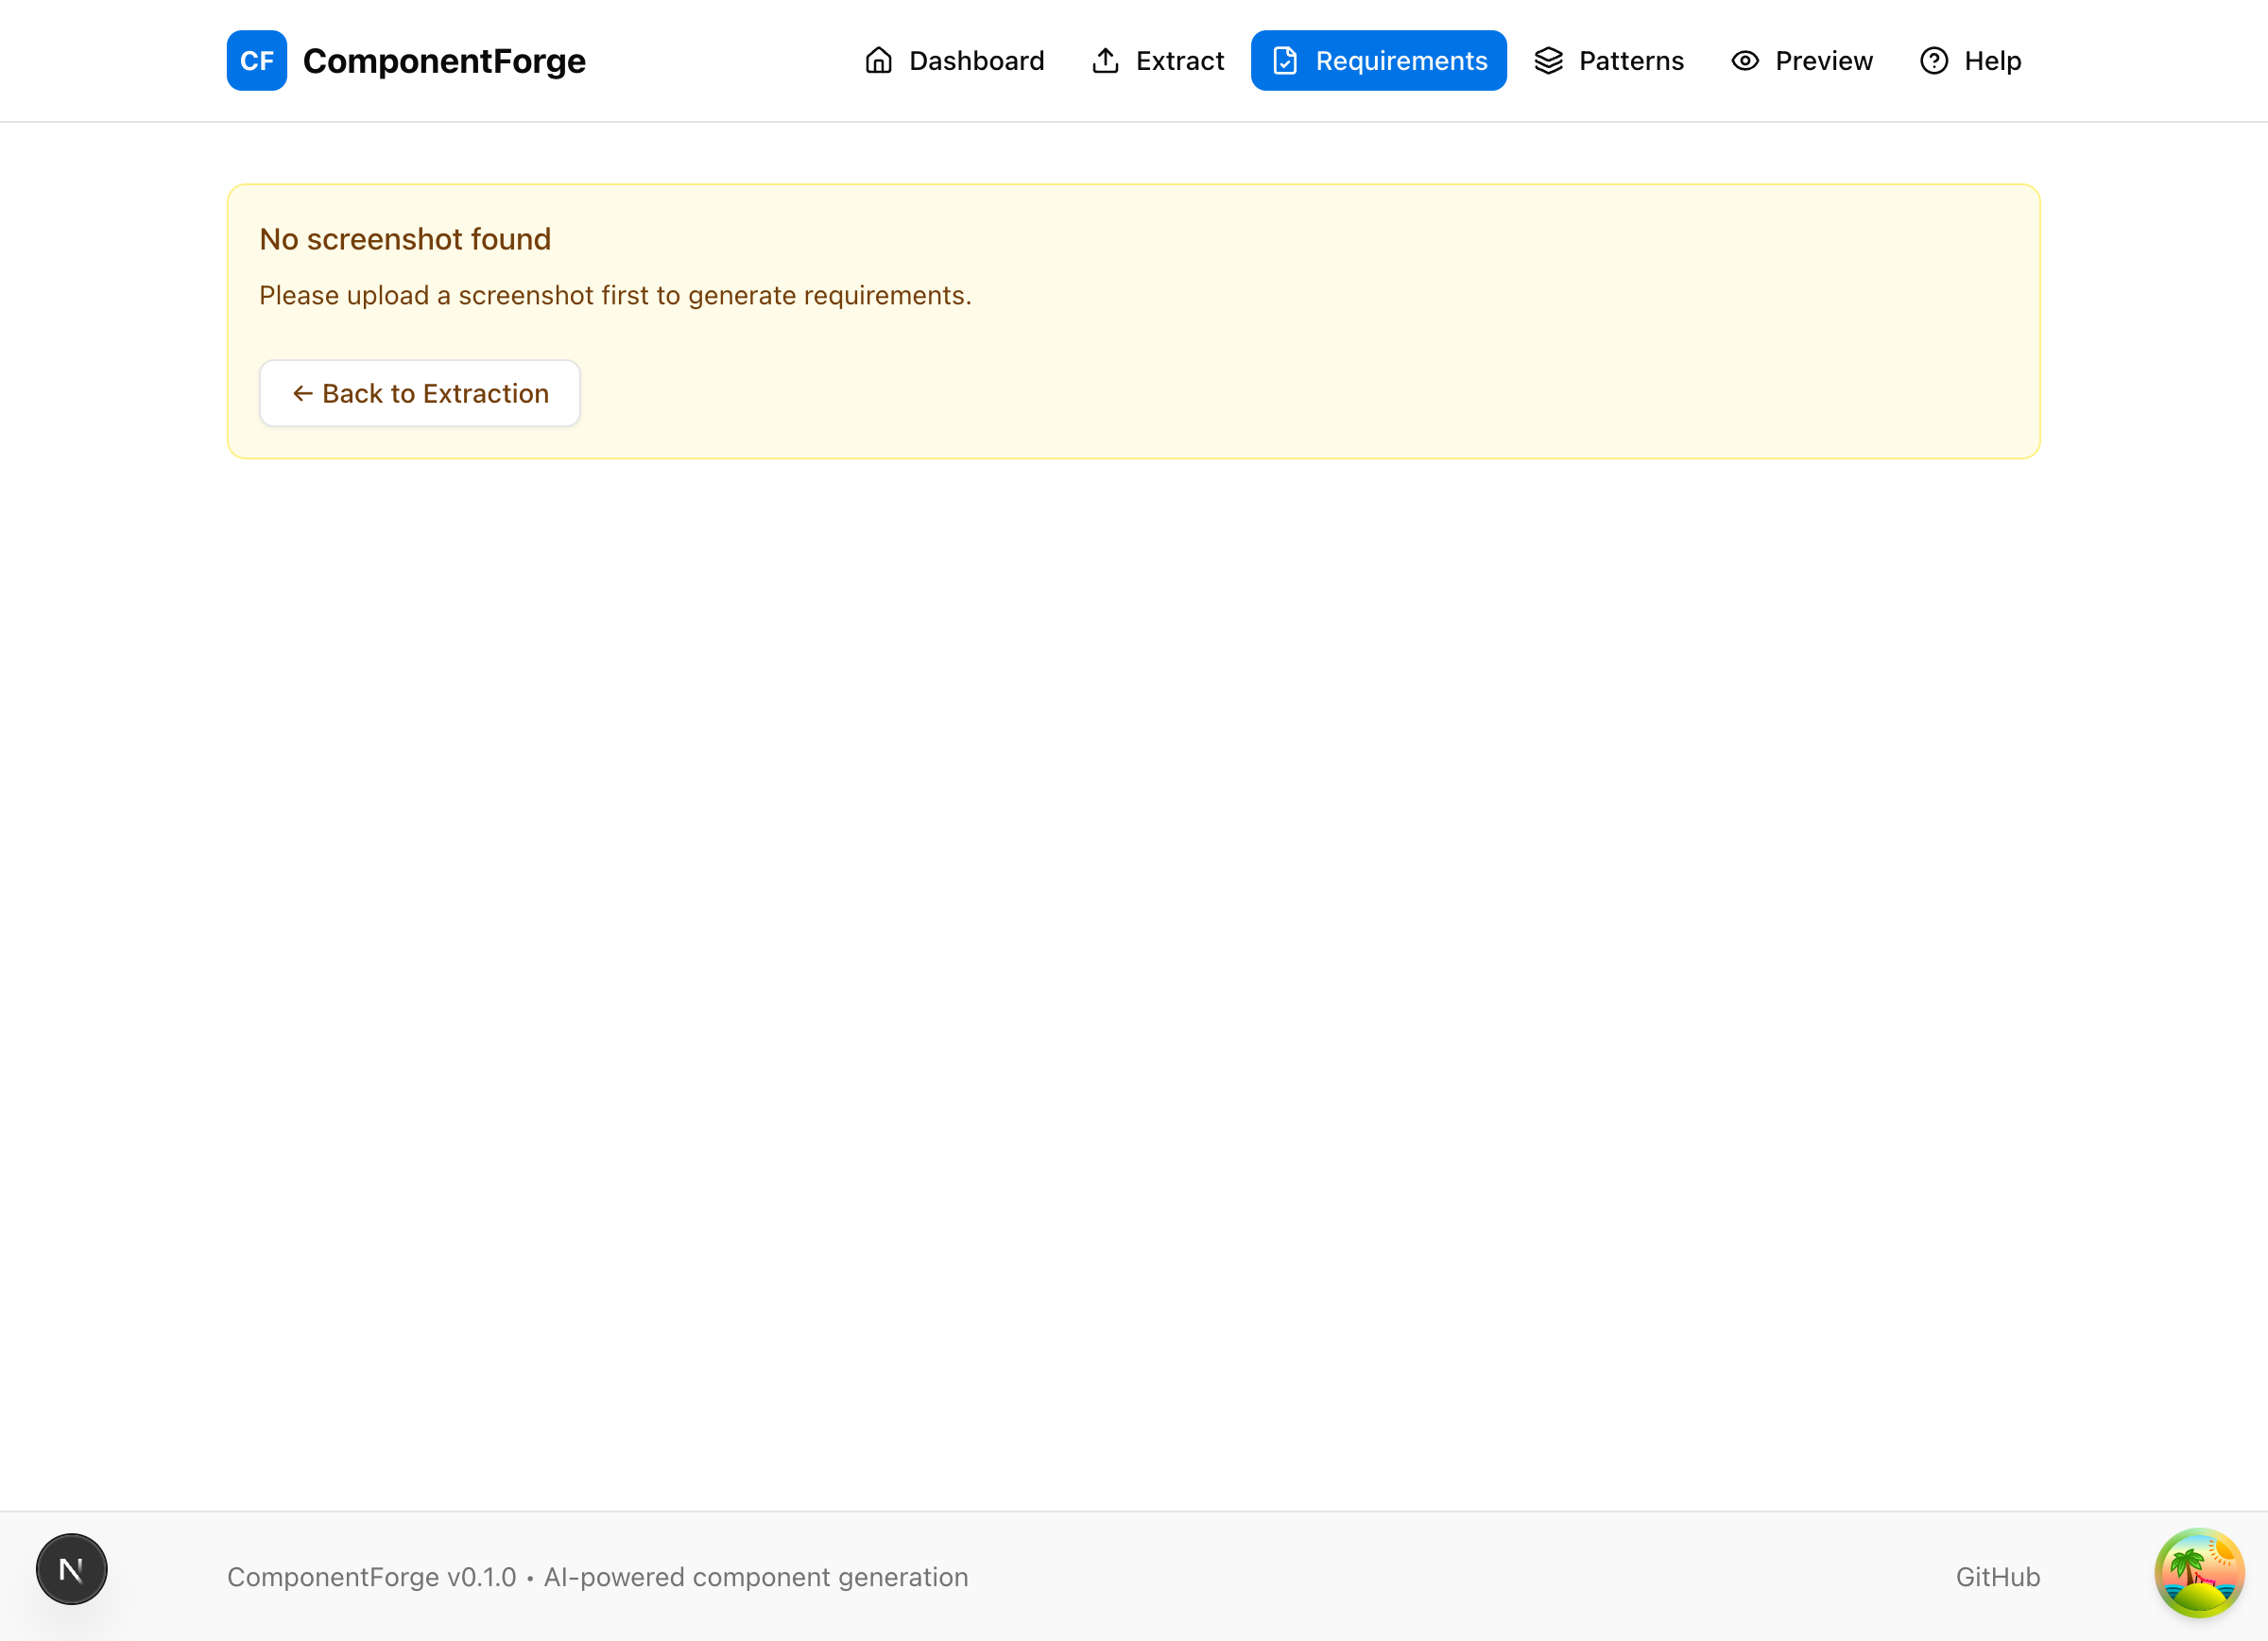 CF ComponentForge Dashboard Extract Requirements Patterns Preview Help
No screenshot found
Please upload a screenshot first to generate requirements.
← Back to Extraction
N ComponentForge v0.1.0 • AI-powered component generation GitHub